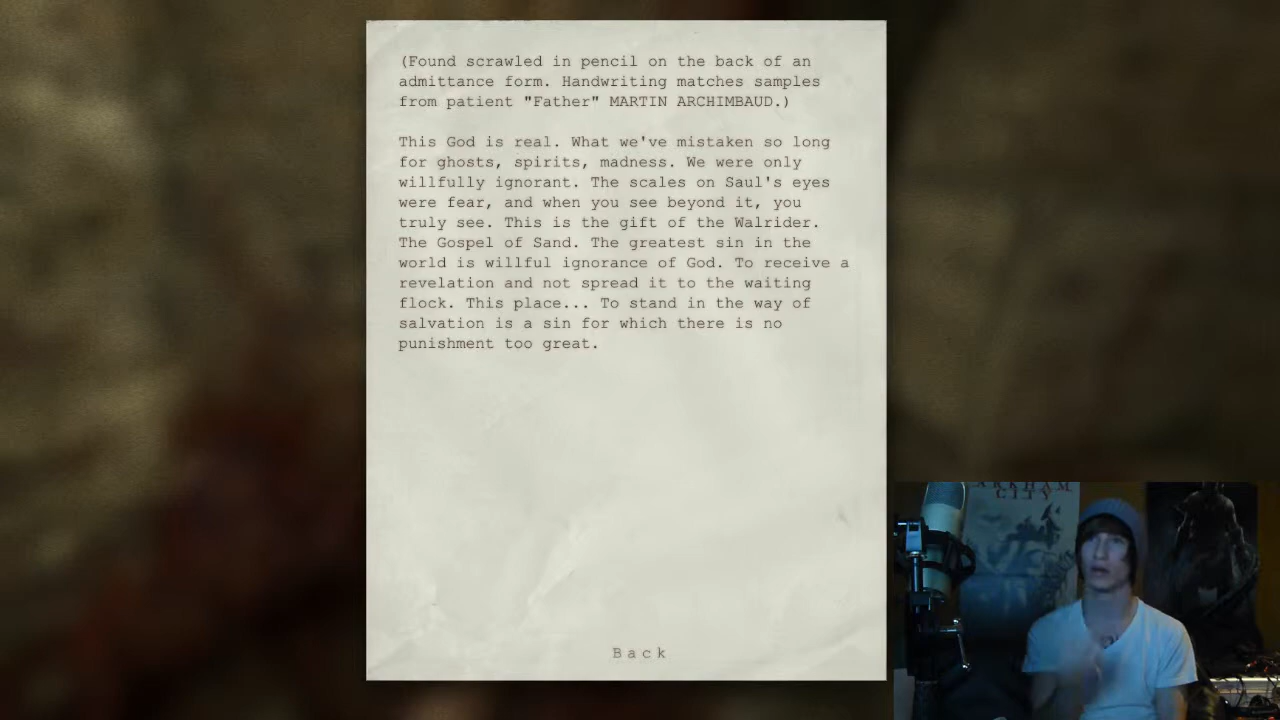 (Found scrawled in pencil on the back of an
admittance form. Handwriting matches samples
from patient "Father" MARTIN ARCHIMBAUD.)
This God is real. What we've mistaken so long
for ghosts, spirits, madness. We were only
willfully ignorant. The scales on Saul's eyes
were fear, and when you see beyond it, you
truly see. This is the gift of the Walrider.
The Gospel of Sand. The greatest sin in the
world is willful ignorance of God. To receive a
revelation and not spread it to the waiting
flock. This place... To stand in the way of
salvation is a sin for which there is no
punishment too great.
Back
ARKHAM
CITY